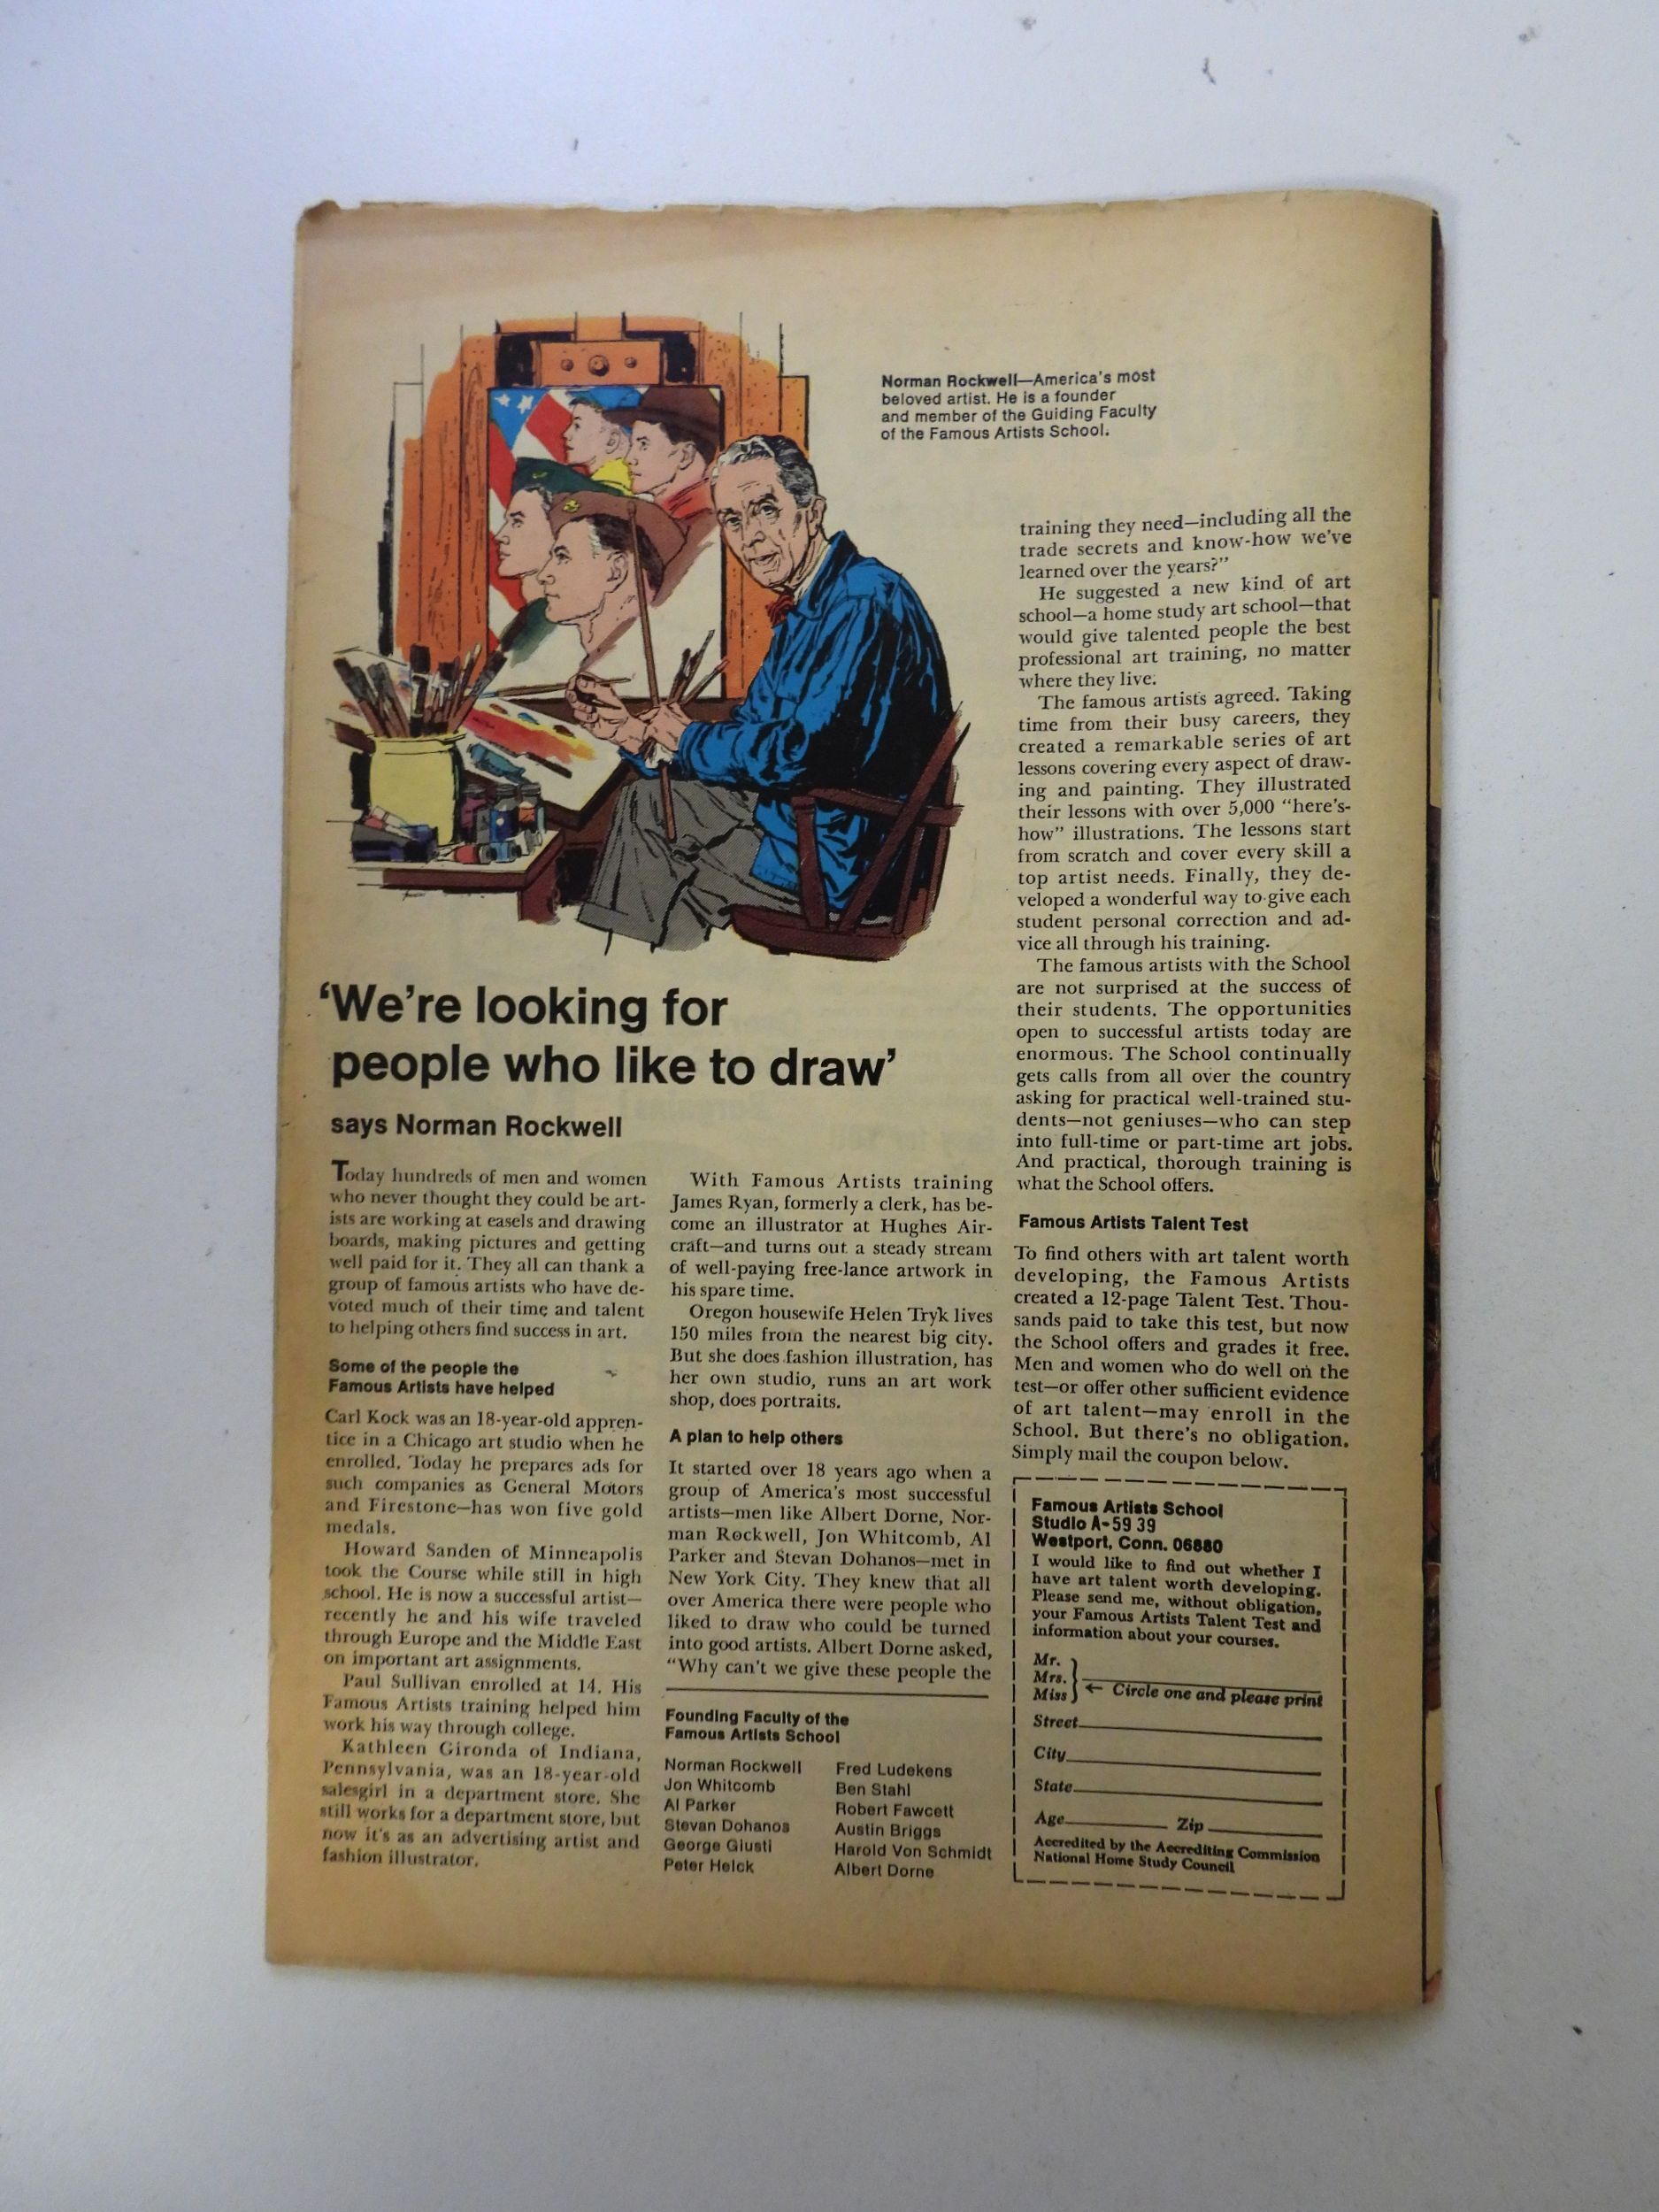 Norman Rockwell—America's most
beloved artist. He is a founder
and member of the Guiding Faculty
of the Famous Artists School.
'We're looking for
people who like to draw'
says Norman Rockwell
Today hundreds of men and women
who never thought they could be art-
ists are working at easels and drawing
boards, making pictures and getting
well paid for it. They all can thank a
group of famous artists who have de-
voted much of their time and talent
to helping others find success in art.
Some of the people the
Famous Artists have helped
Carl Kock was an 18-year-old appren-
tice in a Chicago art studio when he
enrolled. Today he prepares ads for
such companies as General Motors
and Firestone—has won five gold
medals.
Howard Sanden of Minneapolis
took the Course while still in high
school. He is now a successful artist—
recently he and his wife traveled
through Europe and the Middle East
on important art assignments.
Paul Sullivan enrolled at 14. His
Famous Artists training helped him
work his way through college.
Kathleen Gironda of Indiana,
Pennsylvania, was an 18-year-old
salesgirl in a department store. She
still works for a department store, but
now it's as an advertising artist and
fashion illustrator.
With Famous Artists training
James Ryan, formerly a clerk, has be-
come an illustrator at Hughes Air-
craft—and turns out a steady stream
of well-paying free-lance artwork in
his spare time.
Oregon housewife Helen Tryk lives
150 miles from the nearest big city.
But she does fashion illustration, has
her own studio, runs an art work
shop, does portraits.
A plan to help others
It started over 18 years ago when a
group of America's most successful
artists—men like Albert Dorne, Nor-
man Rockwell, Jon Whitcomb, Al
Parker and Stevan Dohanos—met in
New York City. They knew that all
over America there were people who
liked to draw who could be turned
into good artists. Albert Dorne asked,
"Why can't we give these people the
Founding Faculty of the
Famous Artists School
Norman Rockwell
Jon Whitcomb
Al Parker
Stevan Dohanos
George Giusti
Peter Helck
Fred Ludekens
Ben Stahl
Robert Fawcett
Austin Briggs
Harold Von Schmidt
Albert Dorne
training they need—including all the
trade secrets and know-how we've
learned over the years?"
He suggested a new kind of art
school—a home study art school—that
would give talented people the best
professional art training, no matter
where they live.
The famous artists agreed. Taking
time from their busy careers, they
created a remarkable series of art
lessons covering every aspect of draw-
ing and painting. They illustrated
their lessons with over 5,000 "here's-
how" illustrations. The lessons start
from scratch and cover every skill a
top artist needs. Finally, they de-
veloped a wonderful way to give each
student personal correction and ad-
vice all through his training.
The famous artists with the School
are not surprised at the success of
their students. The opportunities
open to successful artists today are
enormous. The School continually
gets calls from all over the country
asking for practical well-trained stu-
dents—not geniuses—who can step
into full-time or part-time art jobs.
And practical, thorough training is
what the School offers.
Famous Artists Talent Test
To find others with art talent worth
developing, the Famous Artists
created a 12-page Talent Test. Thou-
sands paid to take this test, but now
the School offers and grades it free.
Men and women who do well on the
test—or offer other sufficient evidence
of art talent—may enroll in the
School. But there's no obligation.
Simply mail the coupon below.
Famous Artists School
Studio A-59 39
Westport, Conn. 06880
I would like to find out whether I
have art talent worth developing.
Please send me, without obligation,
your Famous Artists Talent Test and
information about your courses.
Mr.
Mrs.
Miss ← Circle one and please print
Street
City
State
Age Zip
Accredited by the Accrediting Commission
National Home Study Council